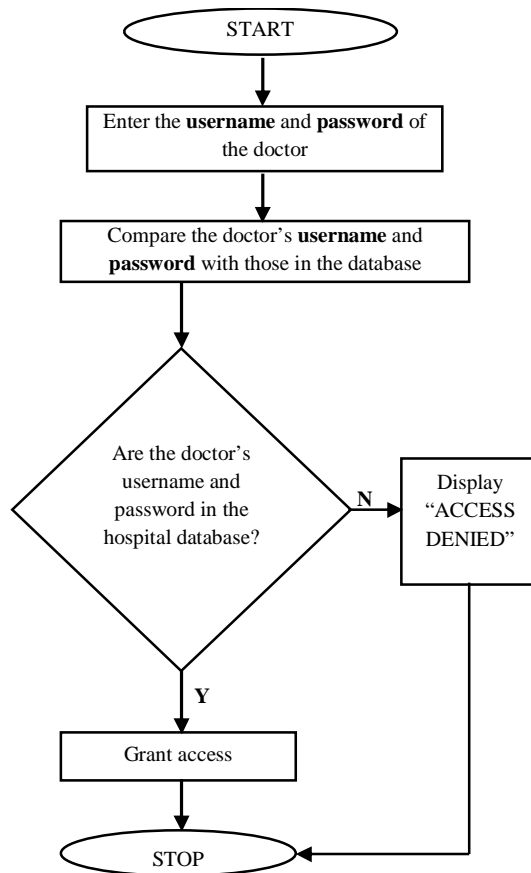 START
Enter the username and password of
the doctor
Compare the doctor’s username and
password with those in the database
Are the doctor’s
username and
password in the
hospital database?
N
Display
“ACCESS
DENIED”
Y
Grant access
STOP